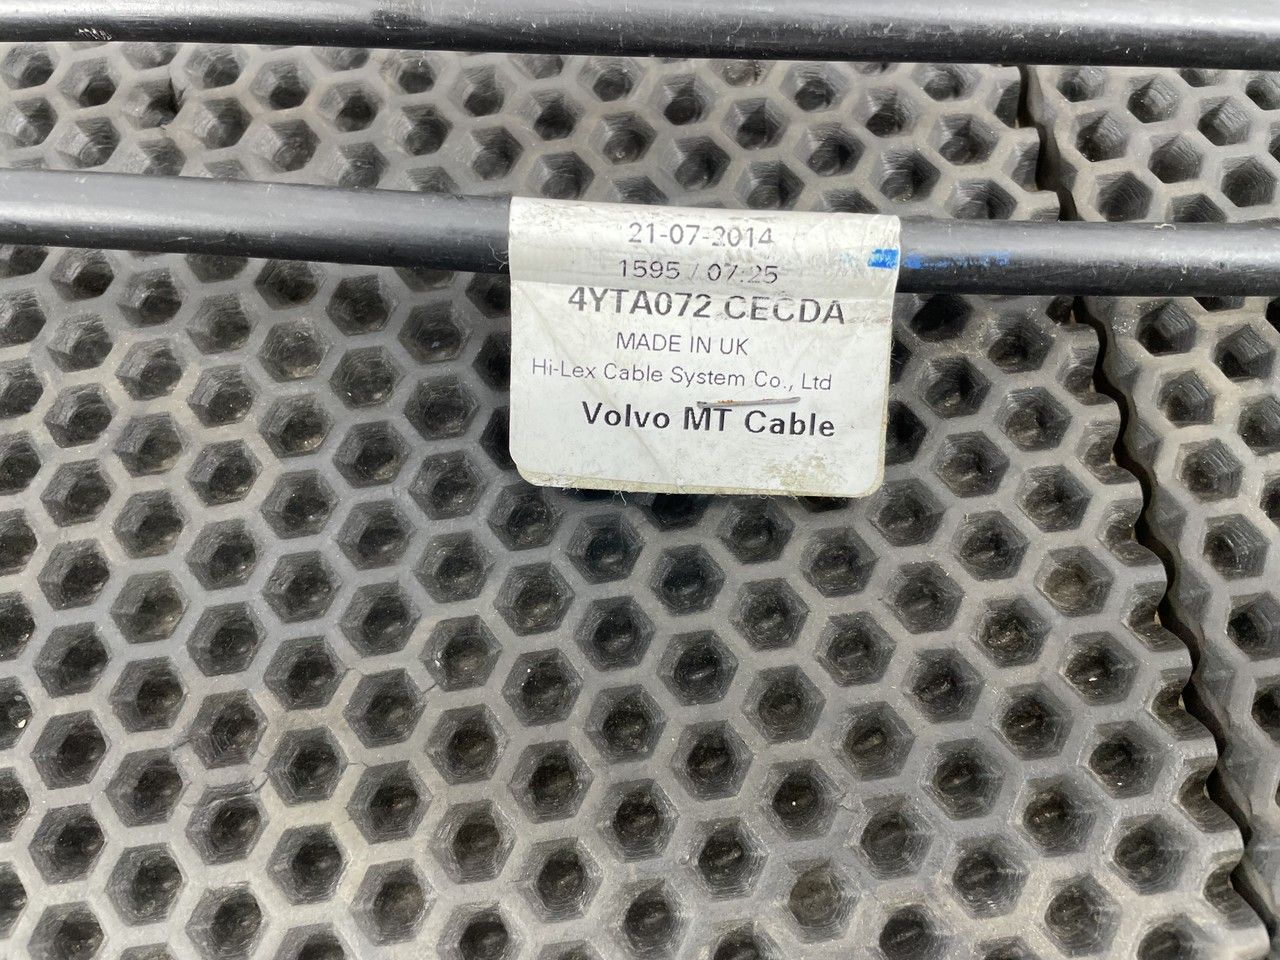 21-07-2014
1595 / 07:25
4YTA072 CECDA
MADE IN UK
Hi-Lex Cable System Co., Ltd
Volvo MT Cable